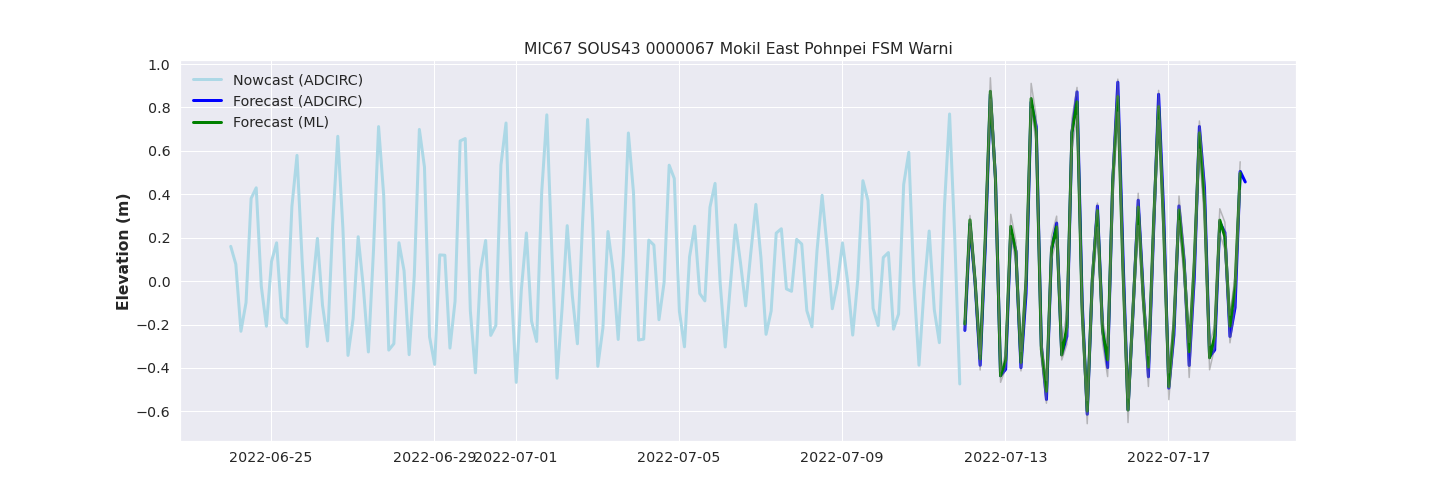 MIC67 SOUS43 0000067 Mokil East Pohnpei FSM Warni
Nowcast (ADCIRC)
Forecast (ADCIRC)
Forecast (ML)
Elevation (m)
1.0
0.8
0.6
0.4
0.2
0.0
−0.2
−0.4
−0.6
2022-06-25 2022-06-29 2022-07-01 2022-07-05 2022-07-09 2022-07-13 2022-07-17